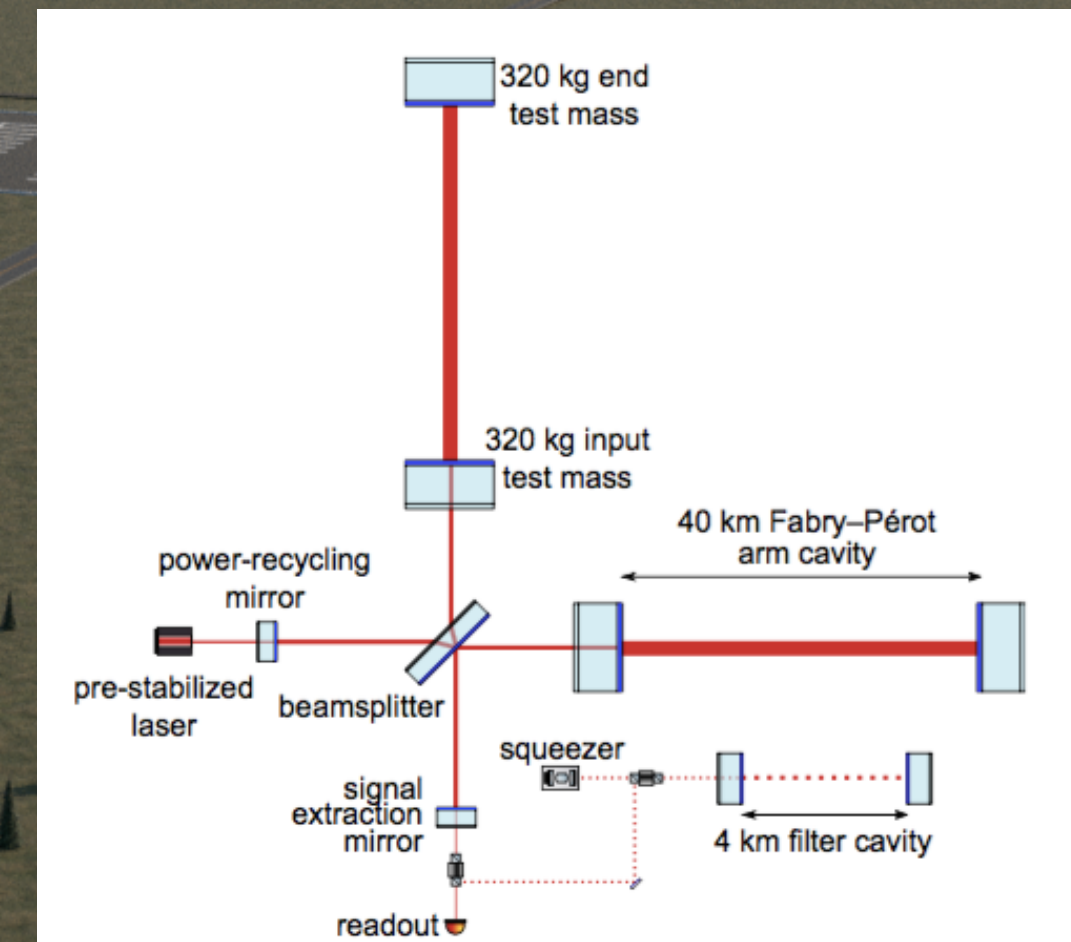 320 kg end
test mass
320 kg input
test mass
40 km Fabry–Pérot
arm cavity
power-recycling
mirror
pre-stabilized
laser
beamsplitter
squeezer
signal
extraction
mirror
4 km filter cavity
readout